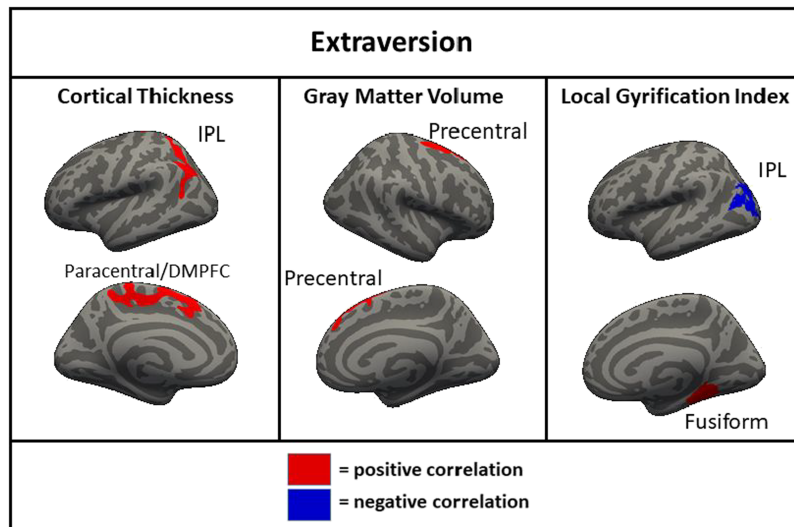 Extraversion
Cortical Thickness
IPL
Paracentral/DMPFC
Gray Matter Volume
Precentral
Precentral
Local Gyrification Index
IPL
Fusiform
= positive correlation
= negative correlation